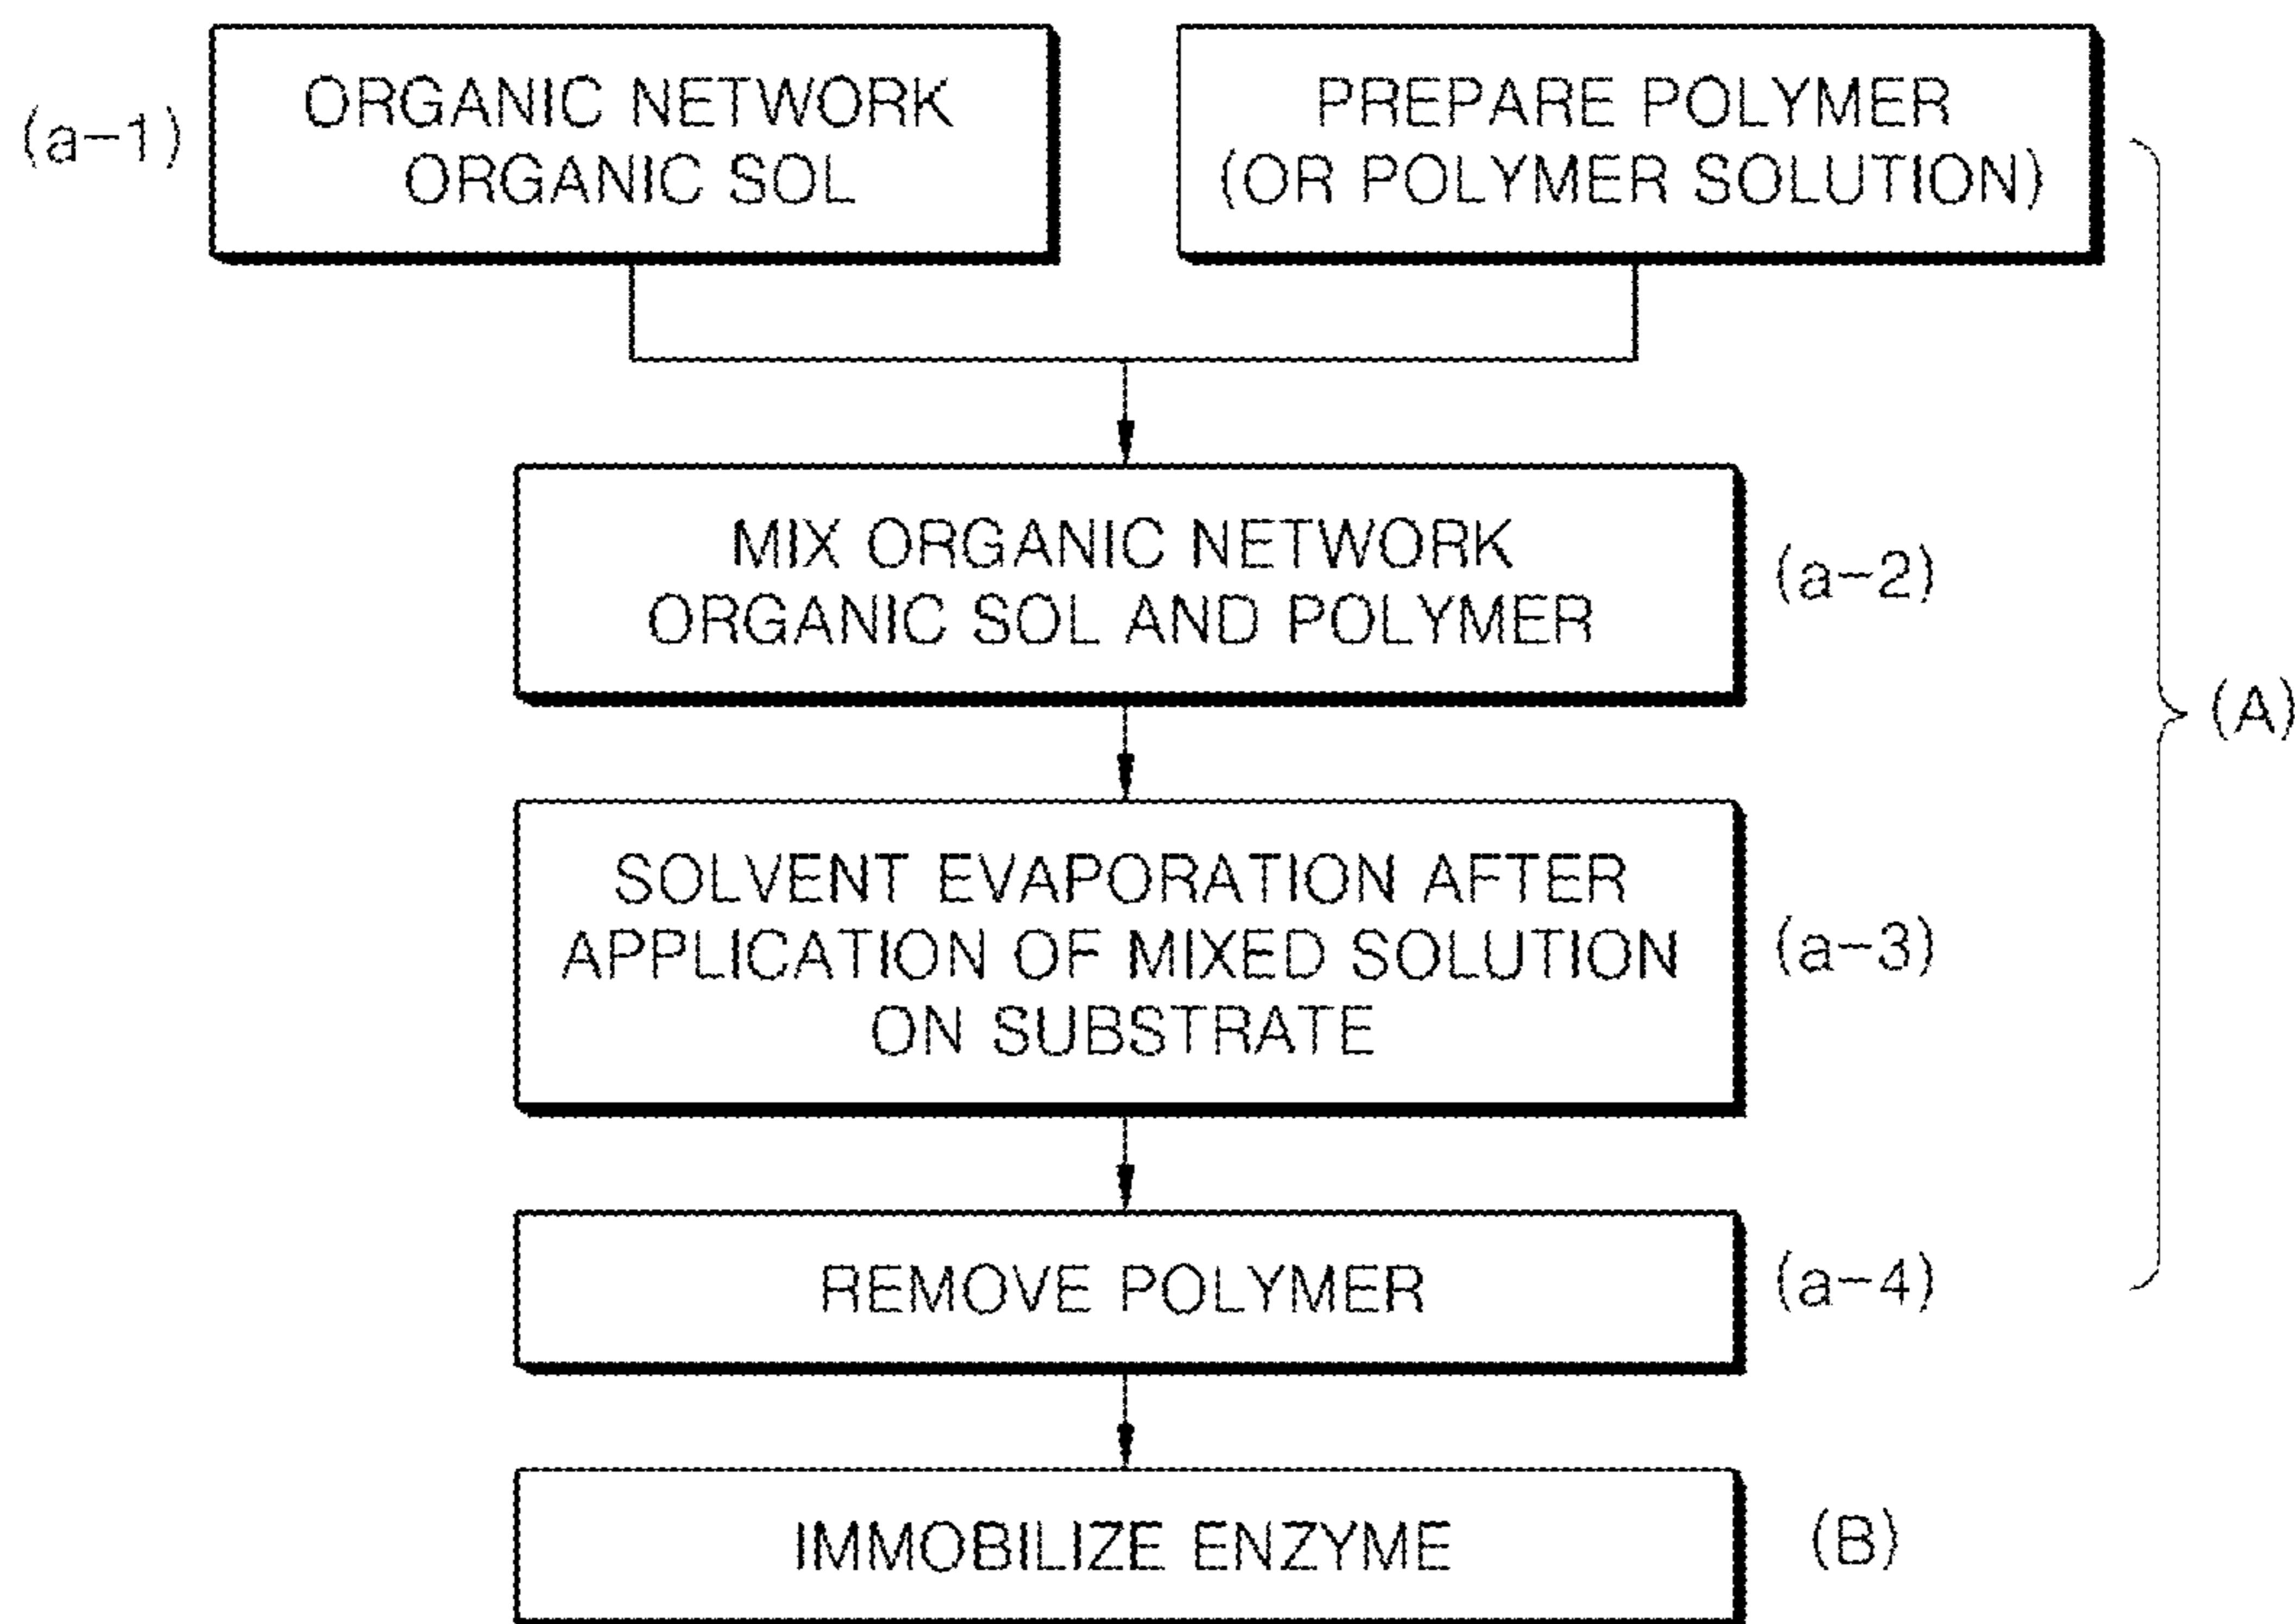 (a-1)
ORGANIC NETWORK
ORGANIC SOL
PREPARE POLYMER
(OR POLYMER SOLUTION)
MIX ORGANIC NETWORK
ORGANIC SOL AND POLYMER
(a-2)
(A)
SOLVENT EVAPORATION AFTER
APPLICATION OF MIXED SOLUTION
ON SUBSTRATE
(a-3)
REMOVE POLYMER
(a-4)
IMMOBILIZE ENZYME
(B)